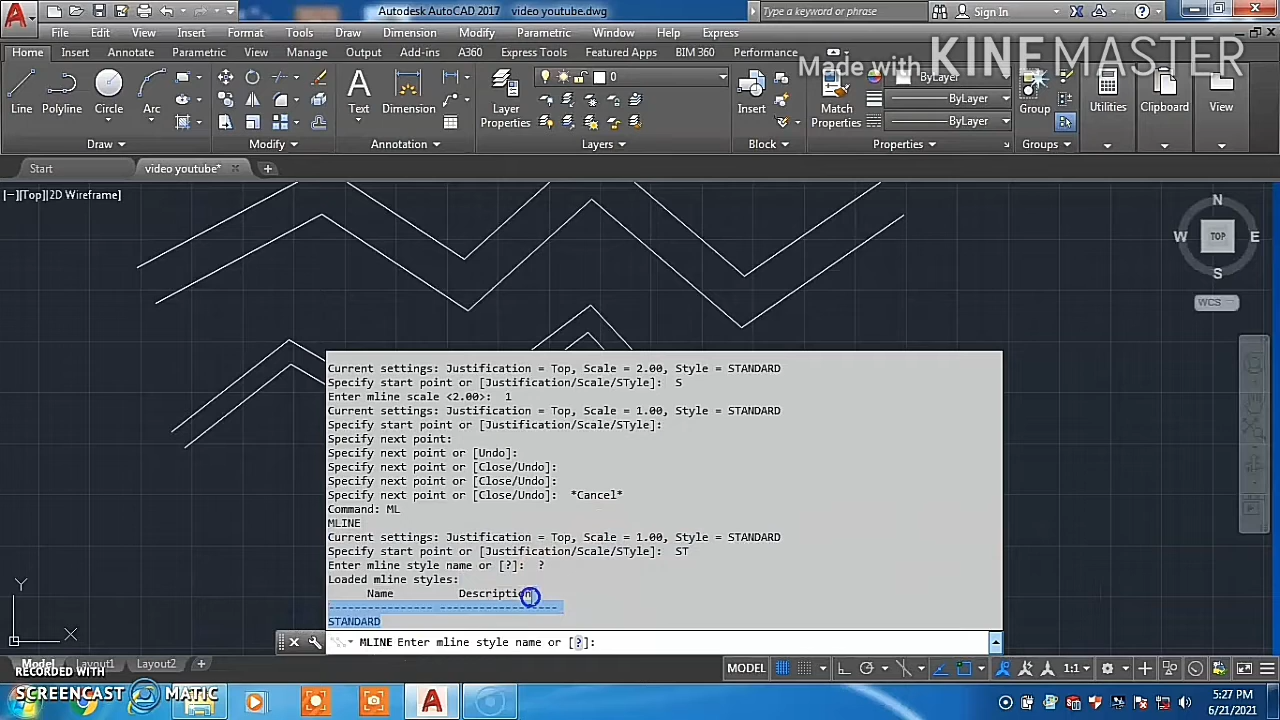 Autodesk AutoCAD 2017 video youtube.dwg
Type a keyword or phrase
Sign In
File Edit View Insert Format Tools Draw Dimension Modify Parametric Window Help Express
Home Insert Annotate Parametric View Manage Output Add-ins A360 Express Tools Featured Apps BIM 360 Performance
Made with KINEMASTER
0
ByLayer
ByLayer
ByLayer
Line Polyline Circle Arc
Text Dimension
Layer Properties
Insert
Match Properties
Group
Utilities
Clipboard
View
Draw Modify Annotation Layers Block Properties Groups
Start video youtube*
[−][Top][2D Wireframe]
N
W TOP E
S
WCS
Current settings: Justification = Top, Scale = 2.00, Style = STANDARD
Specify start point or [Justification/Scale/STyle]: S
Enter mline scale <2.00>: 1
Current settings: Justification = Top, Scale = 1.00, Style = STANDARD
Specify start point or [Justification/Scale/STyle]:
Specify next point:
Specify next point or [Undo]:
Specify next point or [Close/Undo]:
Specify next point or [Close/Undo]:
Specify next point or [Close/Undo]: *Cancel*
Command: ML
MLINE
Current settings: Justification = Top, Scale = 1.00, Style = STANDARD
Specify start point or [Justification/Scale/STyle]: ST
Enter mline style name or [?]: ?
Loaded mline styles:
Name Description
------------------ --------------------
STANDARD
Y
X
MLINE Enter mline style name or [?]:
Model Layout1 Layout2
MODEL
1:1
RECORDED WITH
SCREENCAST MATIC
5:27 PM
6/21/2021